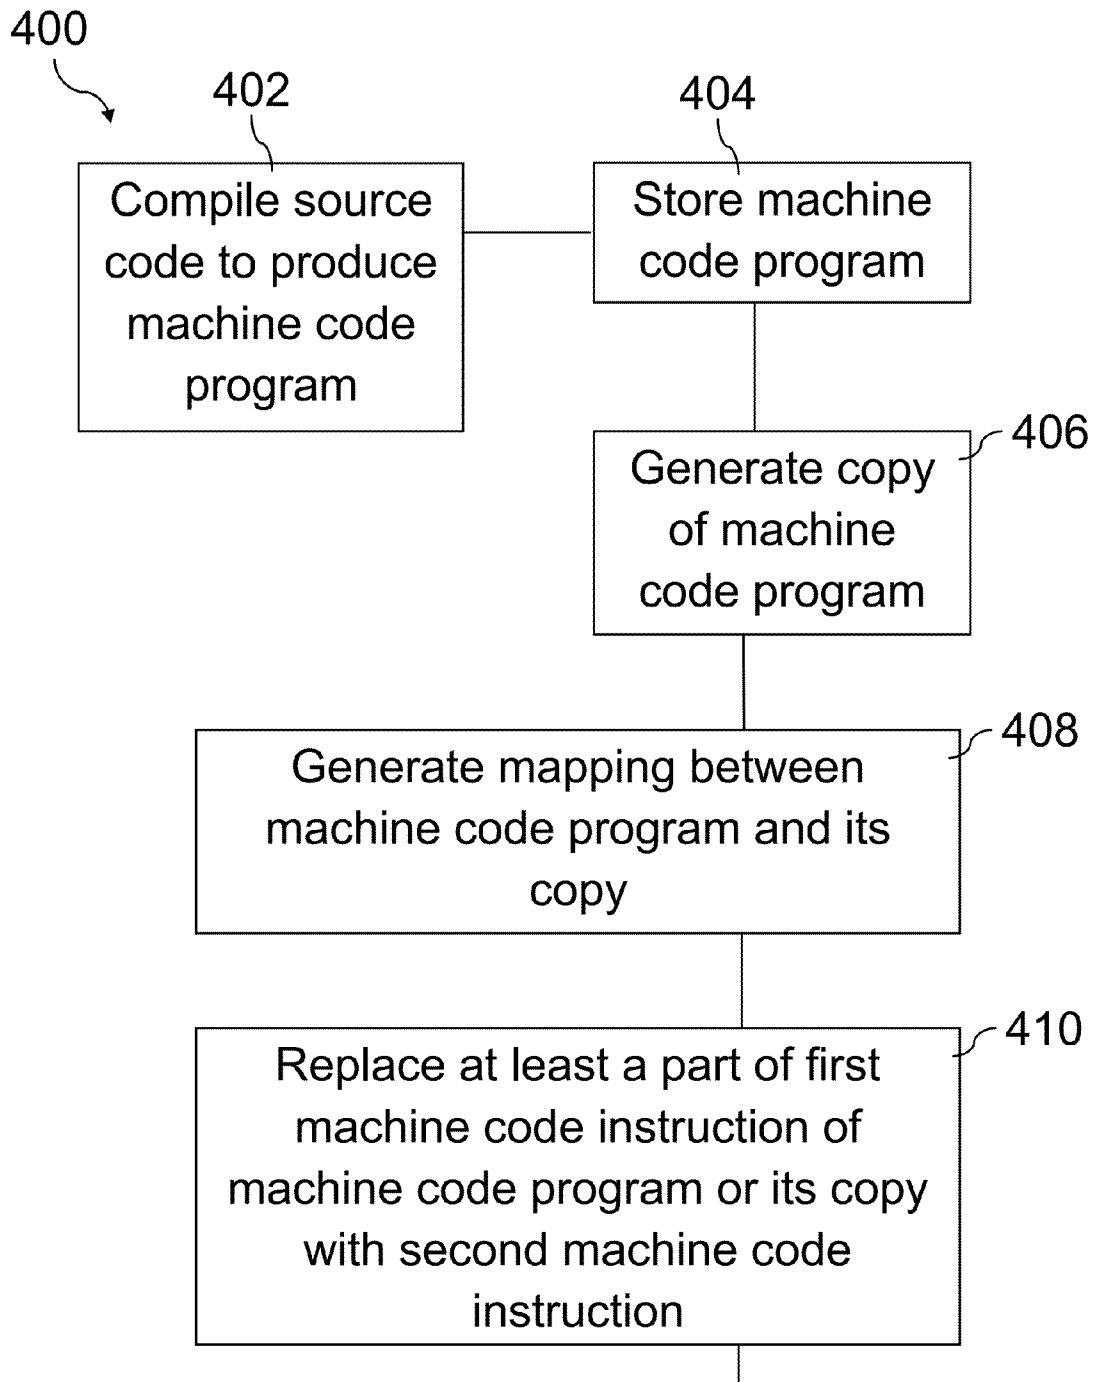 400
402
Compile source
code to produce
machine code
program
404
Store machine
code program
406
Generate copy
of machine
code program
408
Generate mapping between
machine code program and its
copy
410
Replace at least a part of first
machine code instruction of
machine code program or its copy
with second machine code
instruction